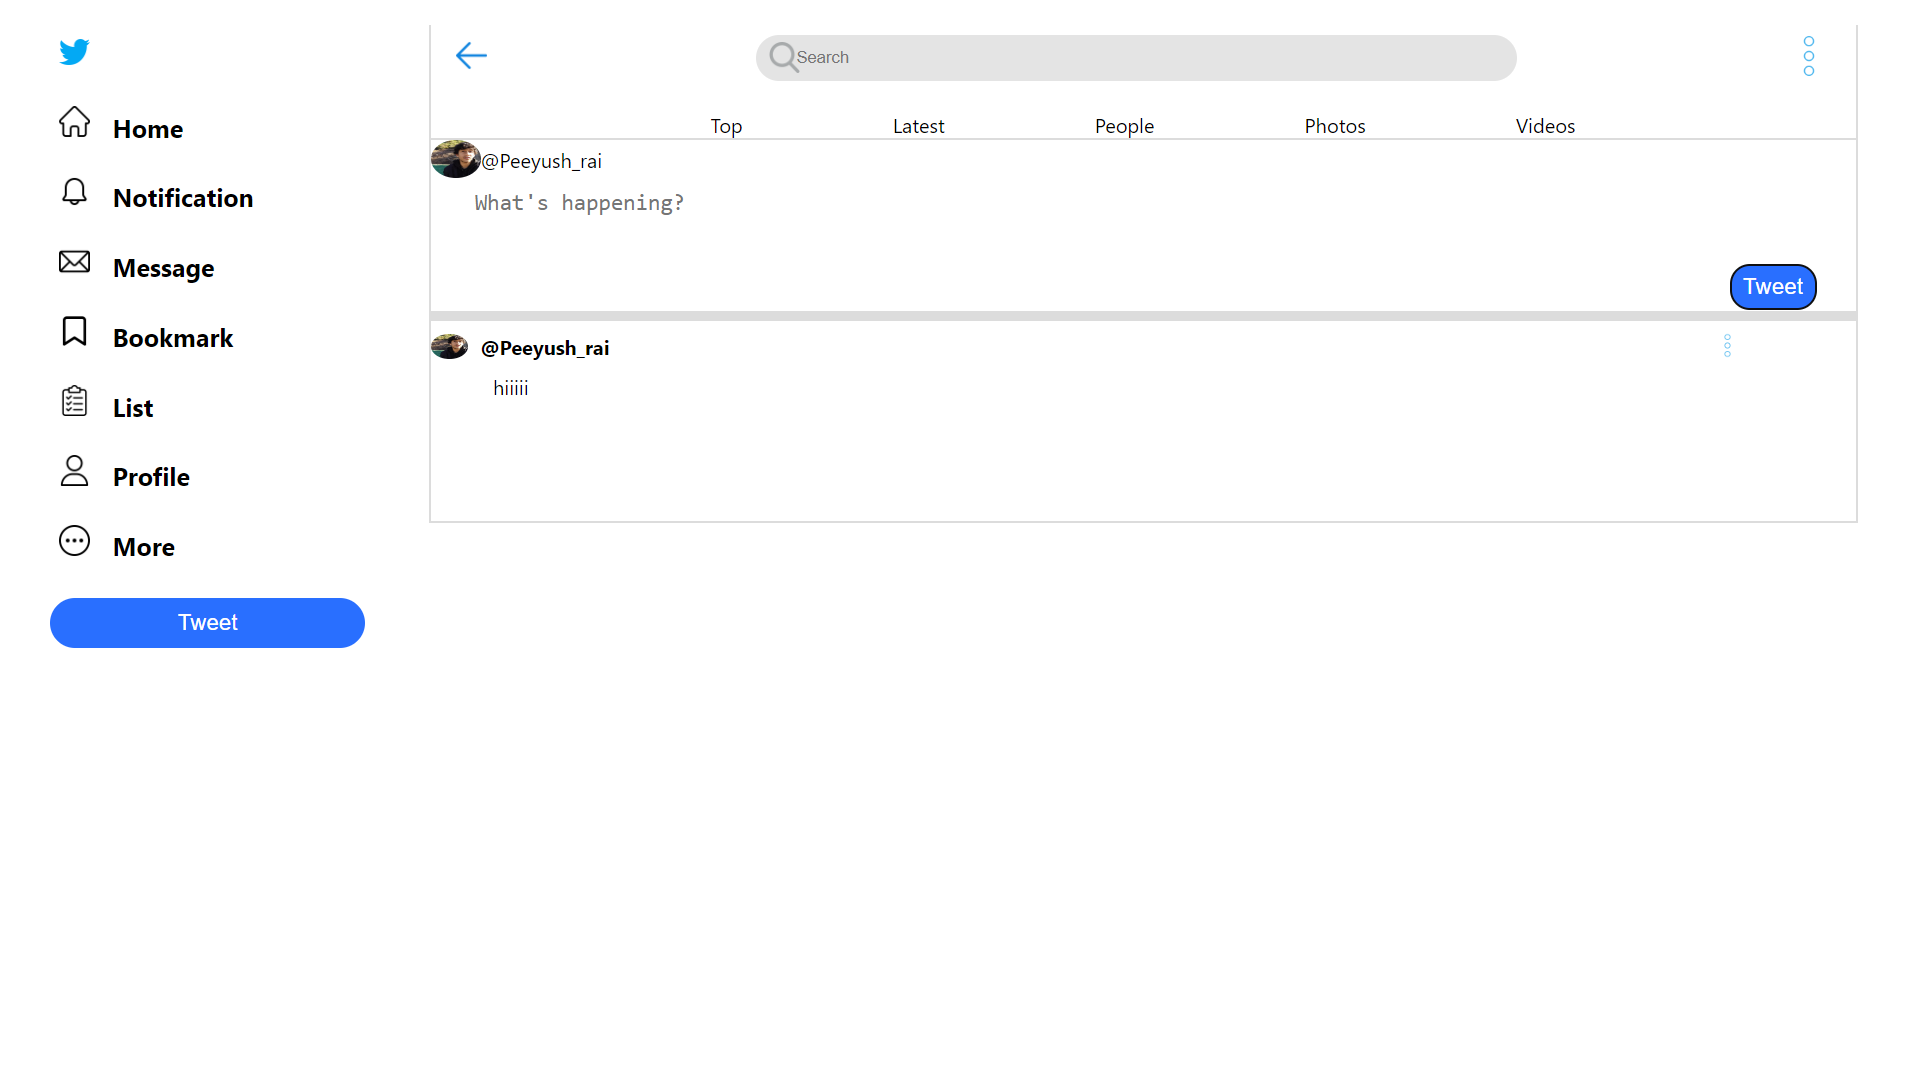 Home
Notification
Message
Bookmark
List
Profile
More
Tweet
Search
Top Latest People Photos Videos
@Peeyush_rai
What's happening?
Tweet
@Peeyush_rai
hiiiii